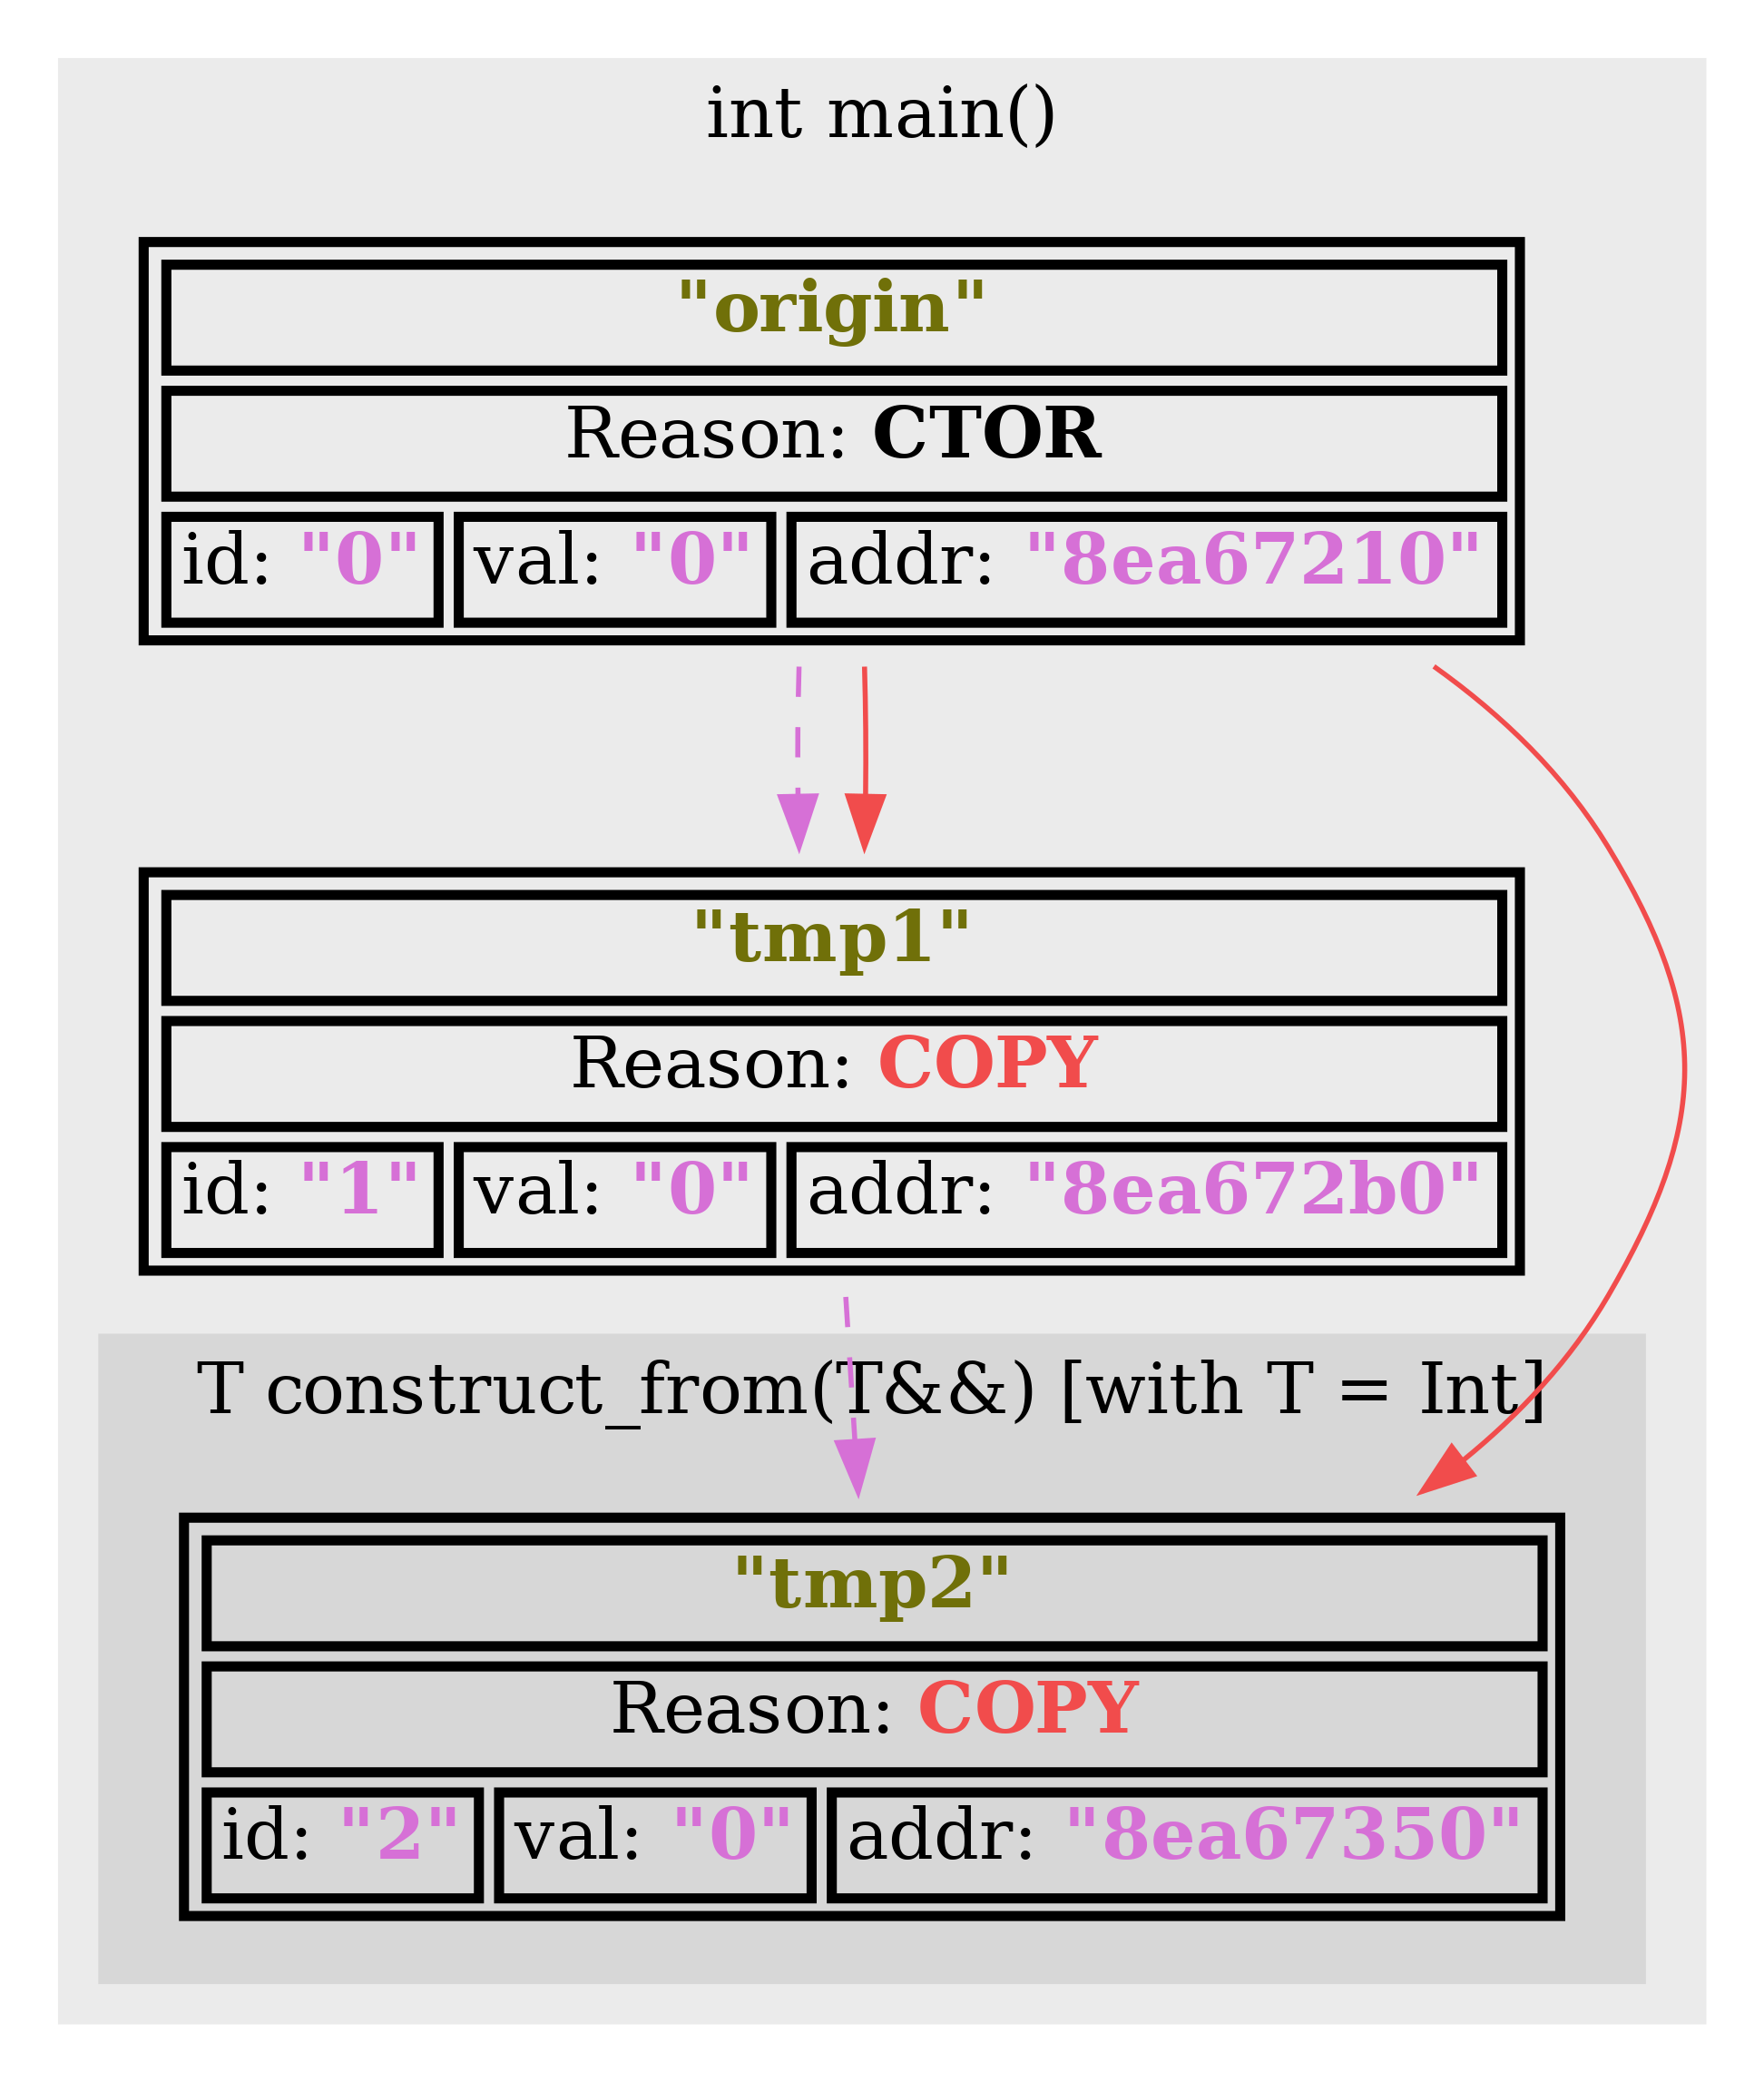 int main()
"origin"
Reason: CTOR
id: "0" val: "0" addr: "8ea67210"
"tmp1"
Reason: COPY
id: "1" val: "0" addr: "8ea672b0"
T construct_from(T&&) [with T = Int]
"tmp2"
Reason: COPY
id: "2" val: "0" addr: "8ea67350"